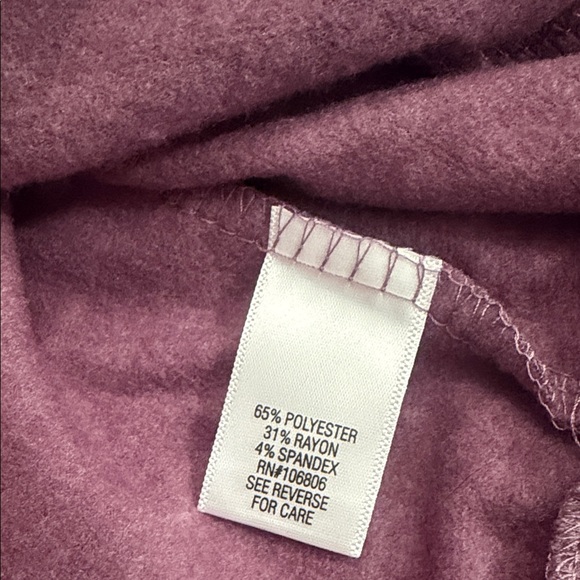 65% POLYESTER
31% RAYON
4% SPANDEX
RN#106806
SEE REVERSE
FOR CARE